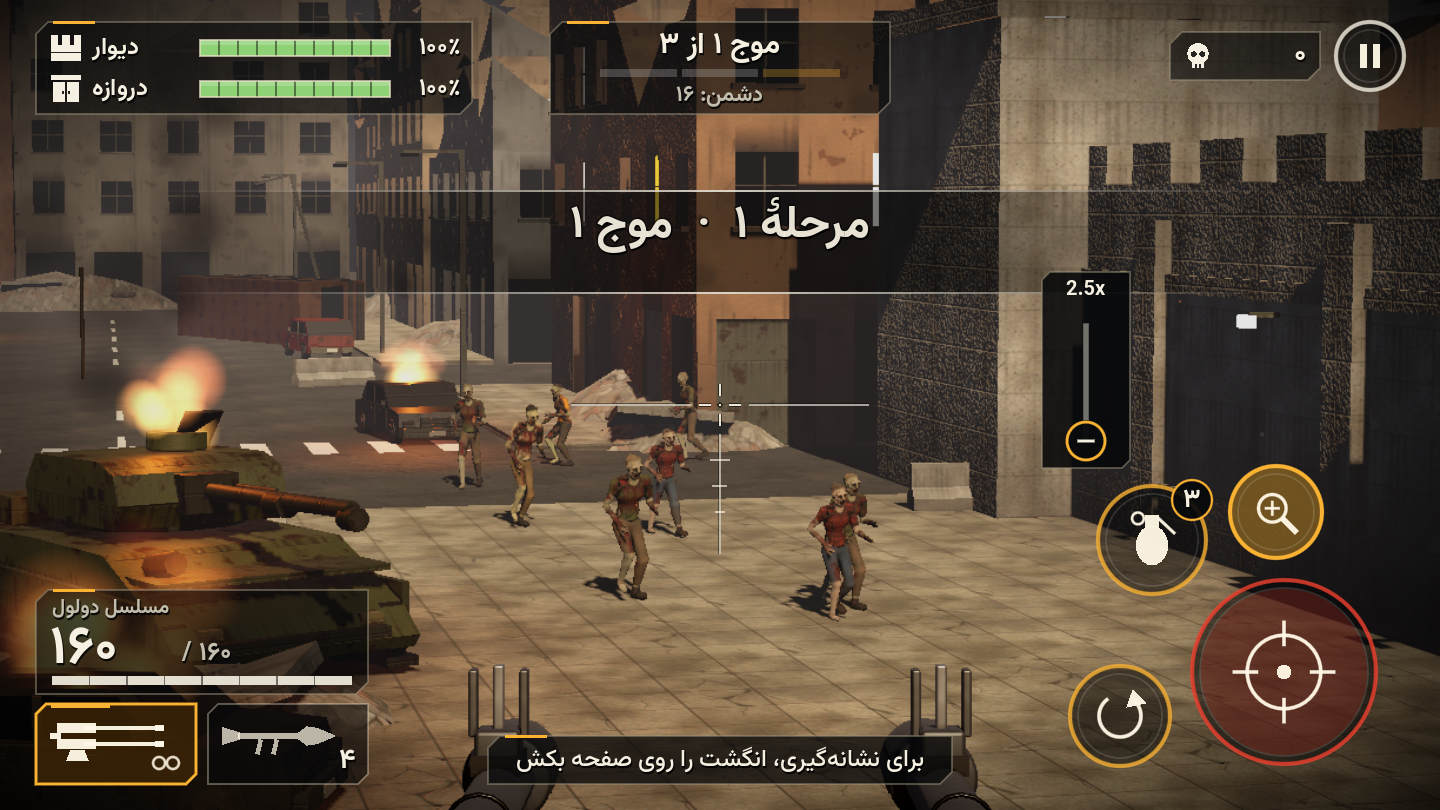 دیوار ۱۰۰٪
دروازه ۱۰۰٪
موج ۱ از ۳
دشمن: ۱۶
۰
مرحلهٔ ۱ · موج ۱
2.5x
۳
مسلسل دولول
۱۶۰ / ۱۶۰
∞
۴
برای نشانه‌گیری، انگشت را روی صفحه بکش